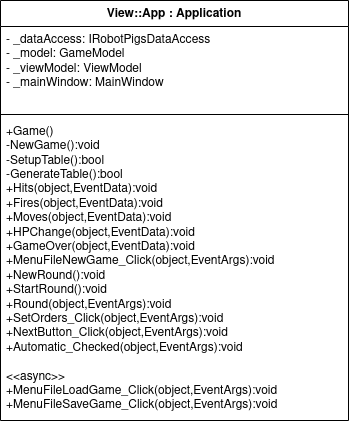 View::App : Application
- _dataAccess: IRobotPigsDataAccess
- _model: GameModel
- _viewModel: ViewModel
- _mainWindow: MainWindow
+Game()
-NewGame():void
-SetupTable():bool
-GenerateTable():bool
+Hits(object,EventData):void
+Fires(object,EventData):void
+Moves(object,EventData):void
+HPChange(object,EventData):void
+GameOver(object,EventData):void
+MenuFileNewGame_Click(object,EventArgs):void
+NewRound():void
+StartRound():void
+Round(object,EventArgs):void
+SetOrders_Click(object,EventArgs):void
+NextButton_Click(object,EventArgs):void
+Automatic_Checked(object,EventArgs):void
<<async>>
+MenuFileLoadGame_Click(object,EventArgs):void
+MenuFileSaveGame_Click(object,EventArgs):void